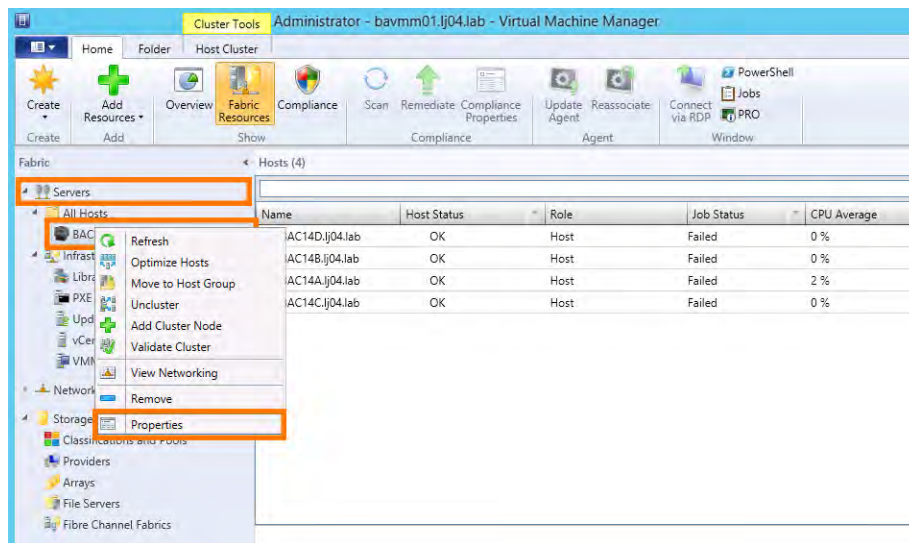 Cluster Tools
Administrator - bavmm01.lj04.lab - Virtual Machine Manager
Home Folder Host Cluster
Create
Add Resources
Overview
Fabric Resources
Compliance
Scan
Remediate
Compliance Properties
Update Agent
Reassociate
Connect via RDP
PowerShell
Jobs
PRO
Create Add Show Compliance Agent Window
Fabric
Hosts (4)
Servers
All Hosts
BAC
Infrast
Libra
PXE
Upd
vCer
VMM
Network
Storage
Classifications and Pools
Providers
Arrays
File Servers
Fibre Channel Fabrics
Refresh
Optimize Hosts
Move to Host Group
Uncluster
Add Cluster Node
Validate Cluster
View Networking
Remove
Properties
Name Host Status Role Job Status CPU Average
BAC14D.lj04.lab OK Host Failed 0 %
BAC14B.lj04.lab OK Host Failed 0 %
BAC14A.lj04.lab OK Host Failed 2 %
BAC14C.lj04.lab OK Host Failed 0 %